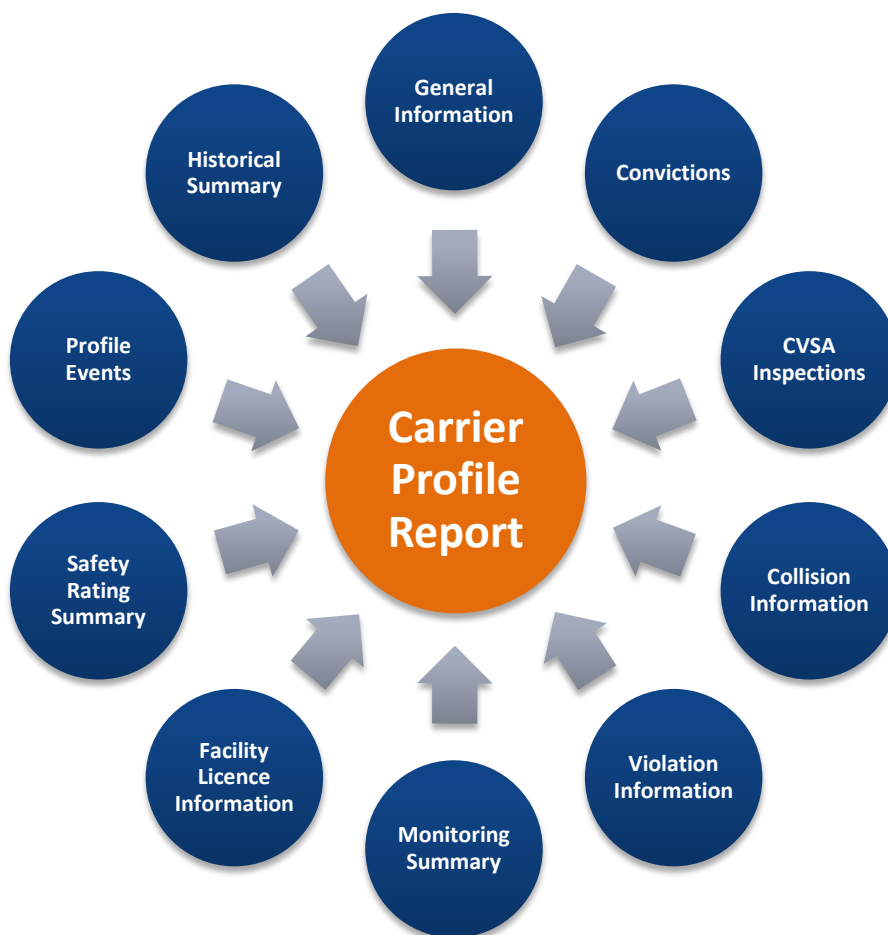 General
Information
Convictions
CVSA
Inspections
Collision
Information
Violation
Information
Monitoring
Summary
Facility
Licence
Information
Safety
Rating
Summary
Profile
Events
Historical
Summary
Carrier
Profile
Report